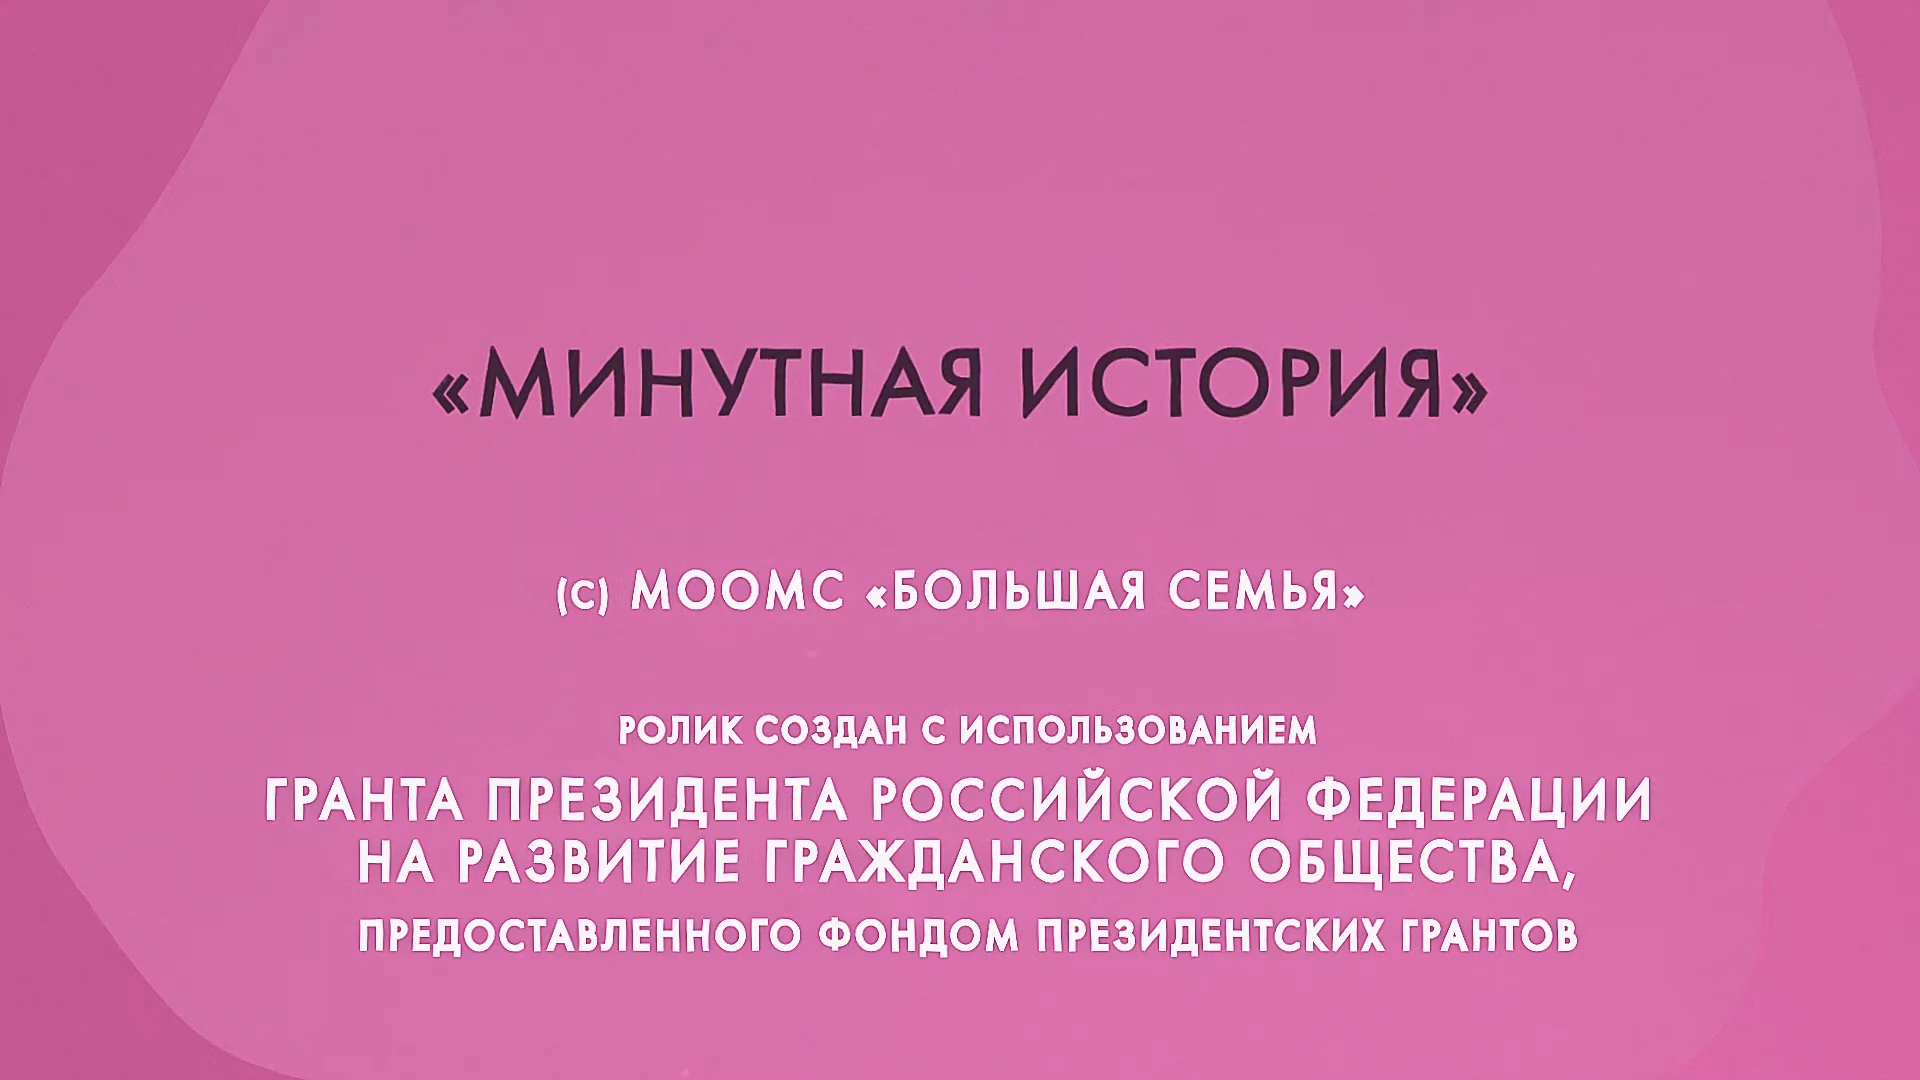 «МИНУТНАЯ ИСТОРИЯ»
(С) МООМС «БОЛЬШАЯ СЕМЬЯ»
РОЛИК СОЗДАН С ИСПОЛЬЗОВАНИЕМ
ГРАНТА ПРЕЗИДЕНТА РОССИЙСКОЙ ФЕДЕРАЦИИ
НА РАЗВИТИЕ ГРАЖДАНСКОГО ОБЩЕСТВА,
ПРЕДОСТАВЛЕННОГО ФОНДОМ ПРЕЗИДЕНТСКИХ ГРАНТОВ